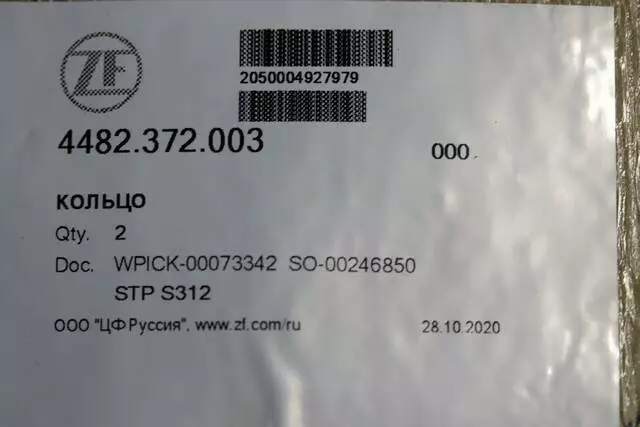 ZF
2050004927979
4482.372.003
000
кольцо
Qty. 2
Doc. WPICK-00073342 SO-00246850
STP S312
ООО "ЦФ Руссия", www.zf.com/ru
28.10.2020